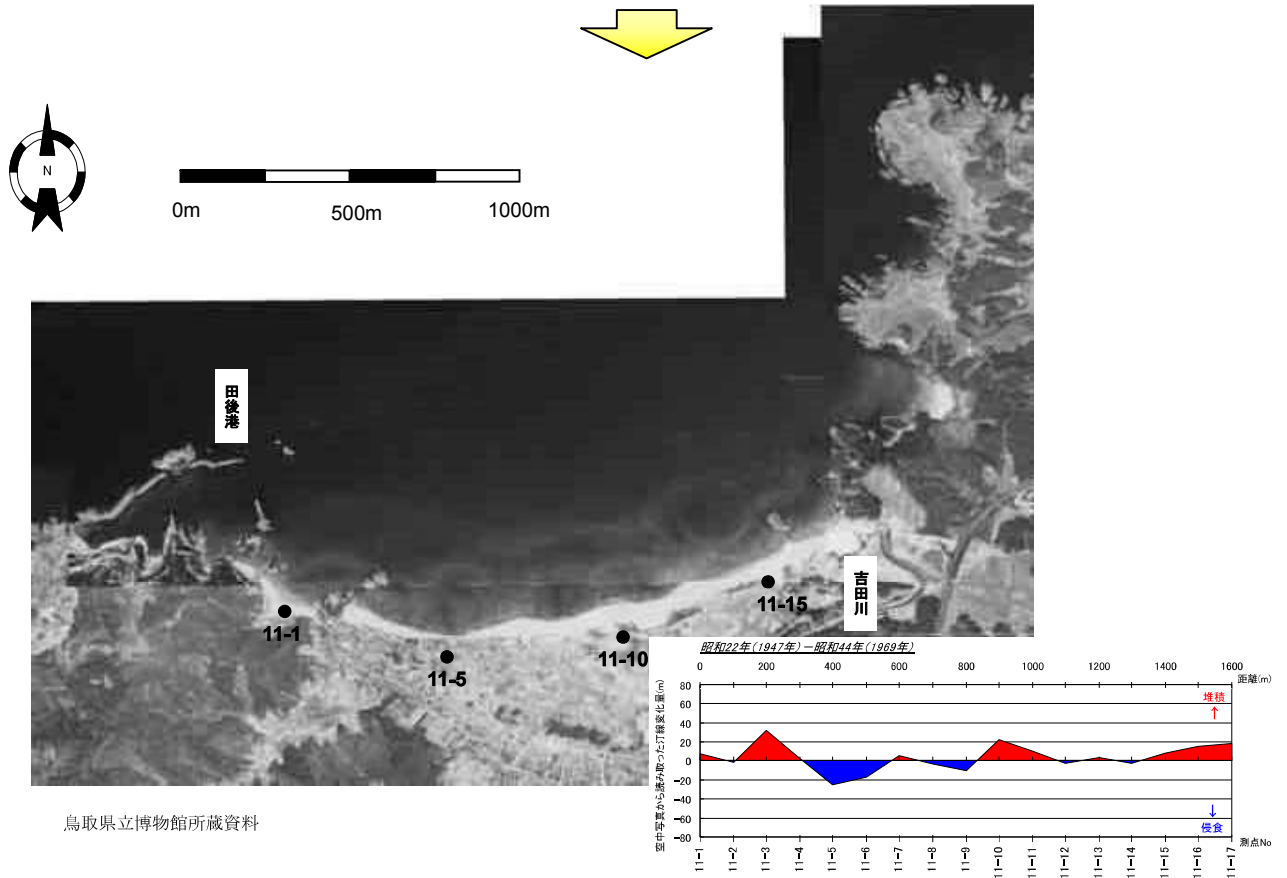 N
0m
500m
1000m
田後港
吉田川
11-1
11-5
11-10
11-15
昭和22年(1947年)－昭和44年(1969年)
0 200 400 600 800 1000 1200 1400 1600
距離(m)
空中写真から読み取った汀線変化量(m)
80
60
40
20
0
-20
-40
-60
-80
堆積
↑
↓
侵食
測点No
11-1 11-2 11-3 11-4 11-5 11-6 11-7 11-8 11-9 11-10 11-11 11-12 11-13 11-14 11-15 11-16 11-17
鳥取県立博物館所蔵資料